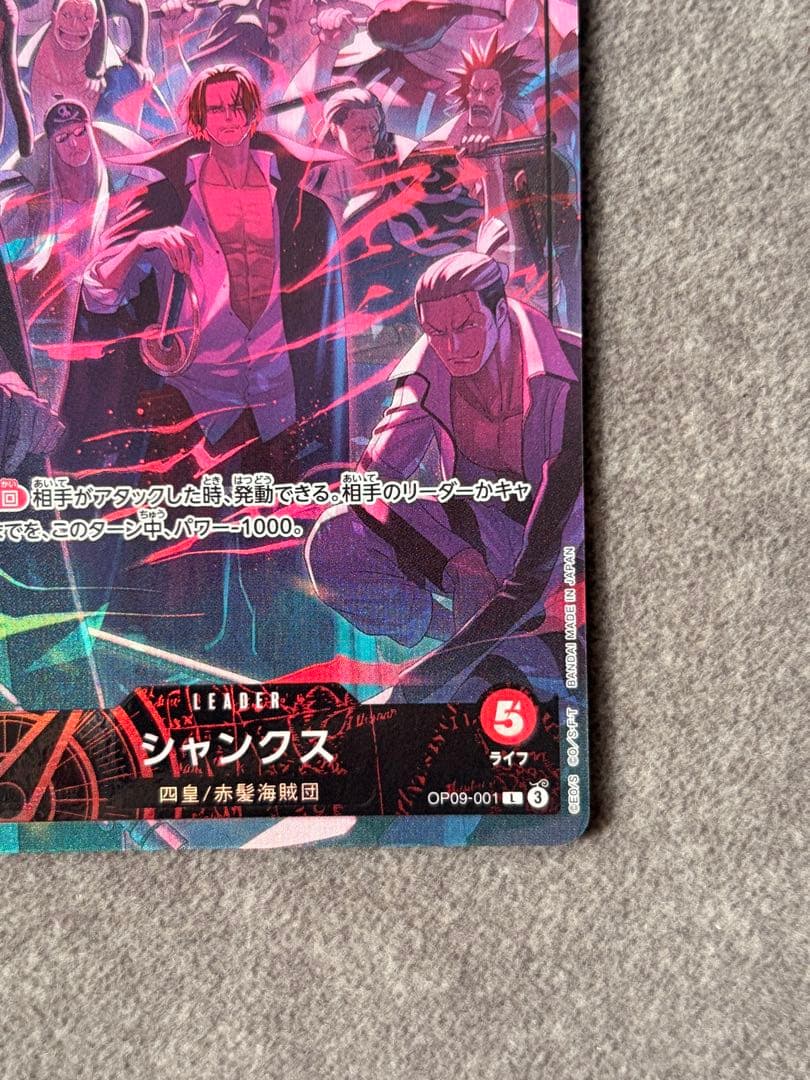 回 相手がアタックした時、発動できる。相手のリーダーかキャ
までを、このターン中、パワー-1000。
LEADER
シャンクス
四皇/赤髪海賊団
5
ライフ
OP09-001 L 3
©EO/S ©O/S・F・T BANDAI MADE IN JAPAN